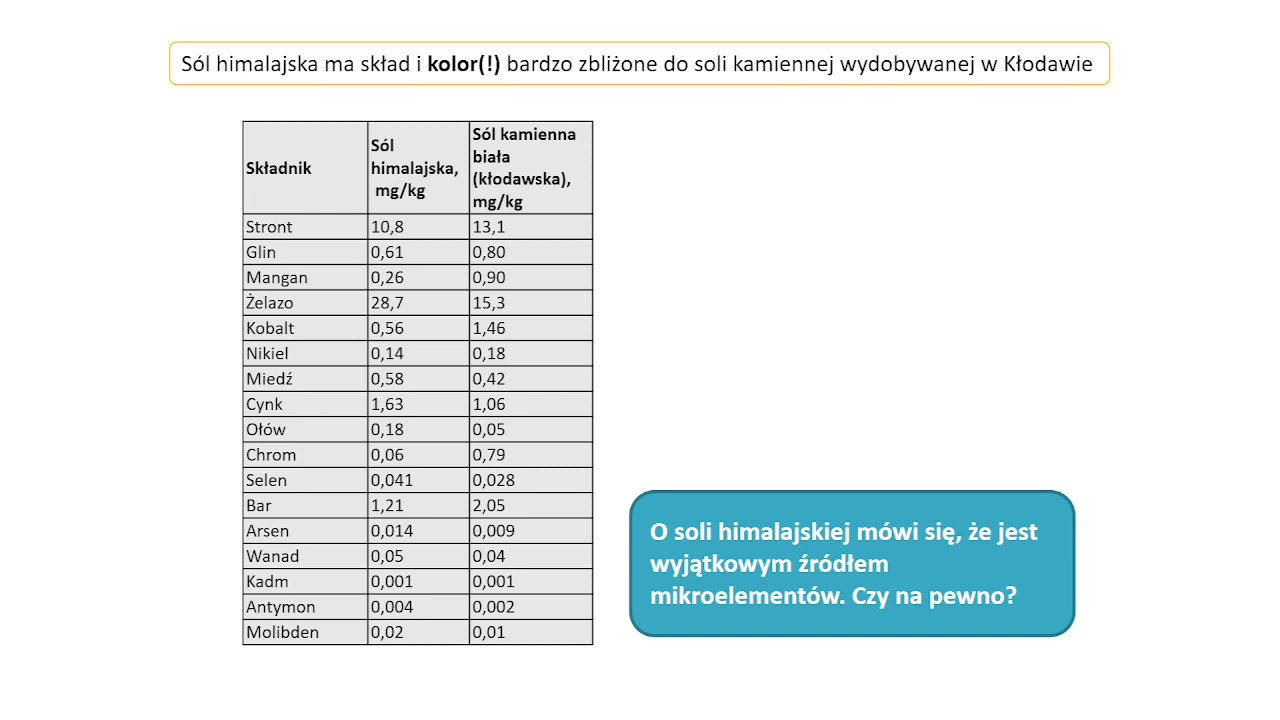 Sól himalajska ma skład i kolor(!) bardzo zbliżone do soli kamiennej wydobywanej w Kłodawie
Składnik
Sól
himalajska,
mg/kg
Sól kamienna
biała
(kłodawska),
mg/kg
Stront 10,8 13,1
Glin 0,61 0,80
Mangan 0,26 0,90
Żelazo 28,7 15,3
Kobalt 0,56 1,46
Nikiel 0,14 0,18
Miedź 0,58 0,42
Cynk 1,63 1,06
Ołów 0,18 0,05
Chrom 0,06 0,79
Selen 0,041 0,028
Bar 1,21 2,05
Arsen 0,014 0,009
Wanad 0,05 0,04
Kadm 0,001 0,001
Antymon 0,004 0,002
Molibden 0,02 0,01
O soli himalajskiej mówi się, że jest
wyjątkowym źródłem
mikroelementów. Czy na pewno?